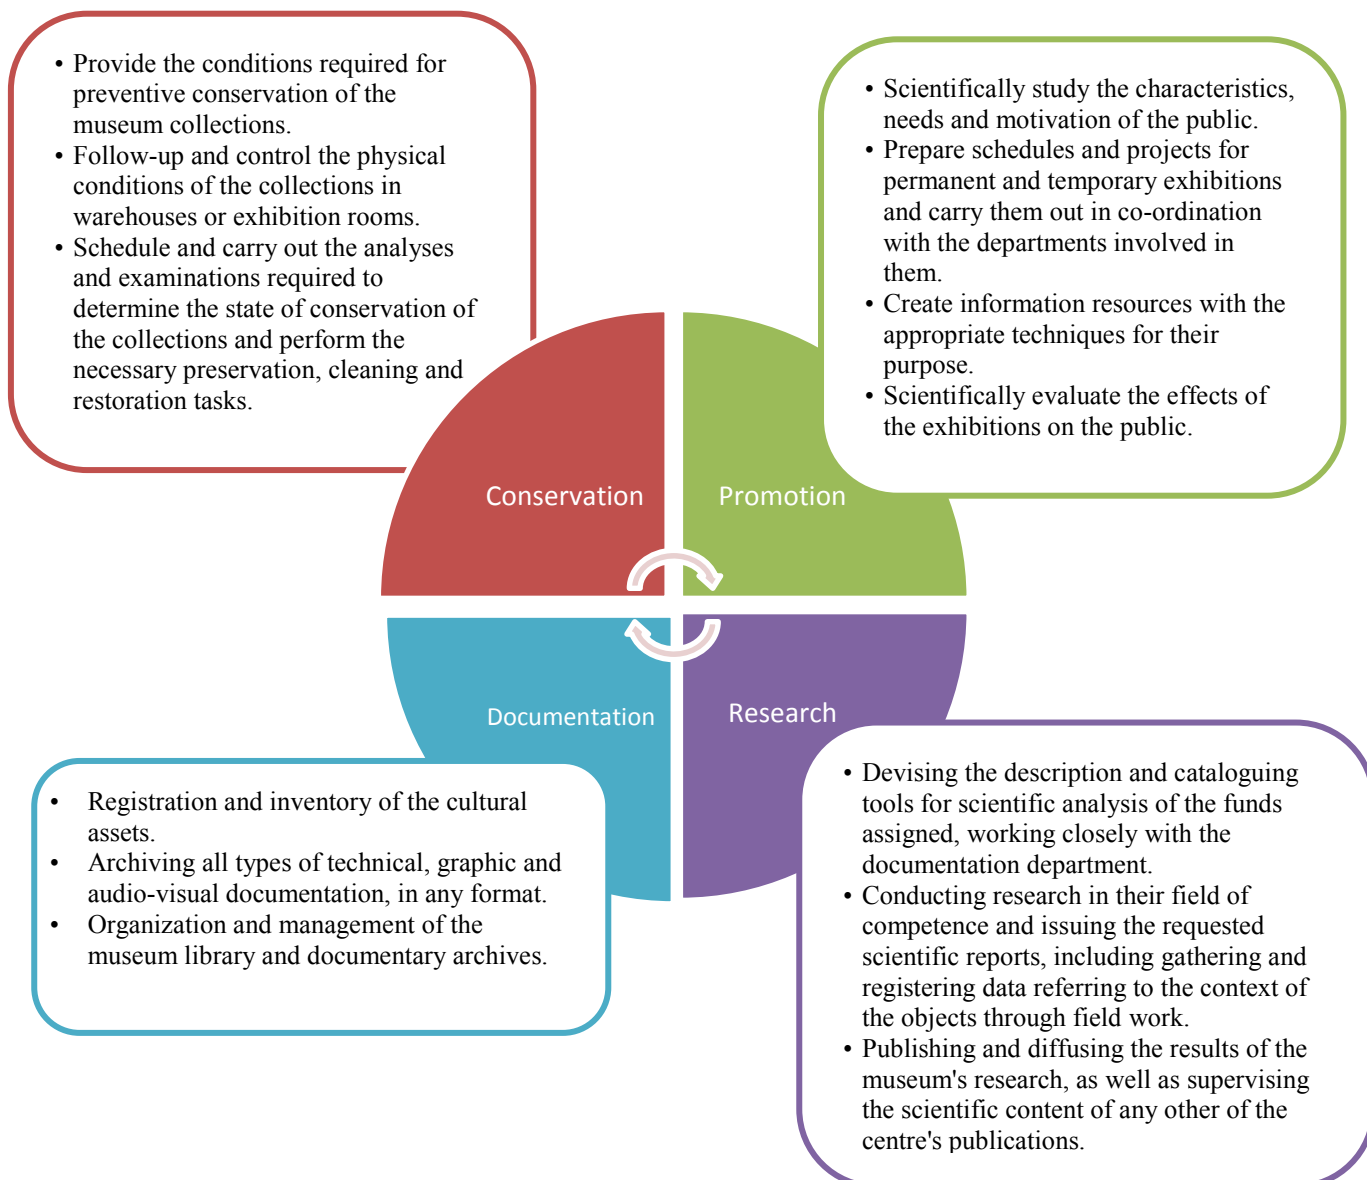 • Provide the conditions required for
preventive conservation of the
museum collections.
• Follow-up and control the physical
conditions of the collections in
warehouses or exhibition rooms.
• Schedule and carry out the analyses
and examinations required to
determine the state of conservation of
the collections and perform the
necessary preservation, cleaning and
restoration tasks.
• Scientifically study the characteristics,
needs and motivation of the public.
• Prepare schedules and projects for
permanent and temporary exhibitions
and carry them out in co-ordination
with the departments involved in
them.
• Create information resources with the
appropriate techniques for their
purpose.
• Scientifically evaluate the effects of
the exhibitions on the public.
Conservation
Promotion
Documentation
Research
• Registration and inventory of the cultural
assets.
• Archiving all types of technical, graphic and
audio-visual documentation, in any format.
• Organization and management of the
museum library and documentary archives.
• Devising the description and cataloguing
tools for scientific analysis of the funds
assigned, working closely with the
documentation department.
• Conducting research in their field of
competence and issuing the requested
scientific reports, including gathering and
registering data referring to the context of
the objects through field work.
• Publishing and diffusing the results of the
museum's research, as well as supervising
the scientific content of any other of the
centre's publications.